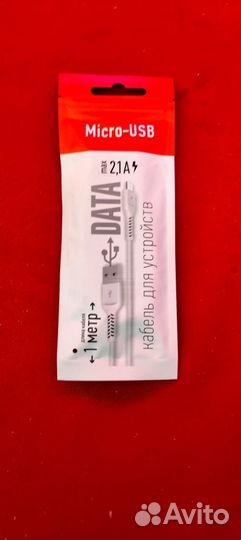 Micro-USB
max 2,1A
DATA
кабель для устройств
длина кабеля
1 метр
Avito